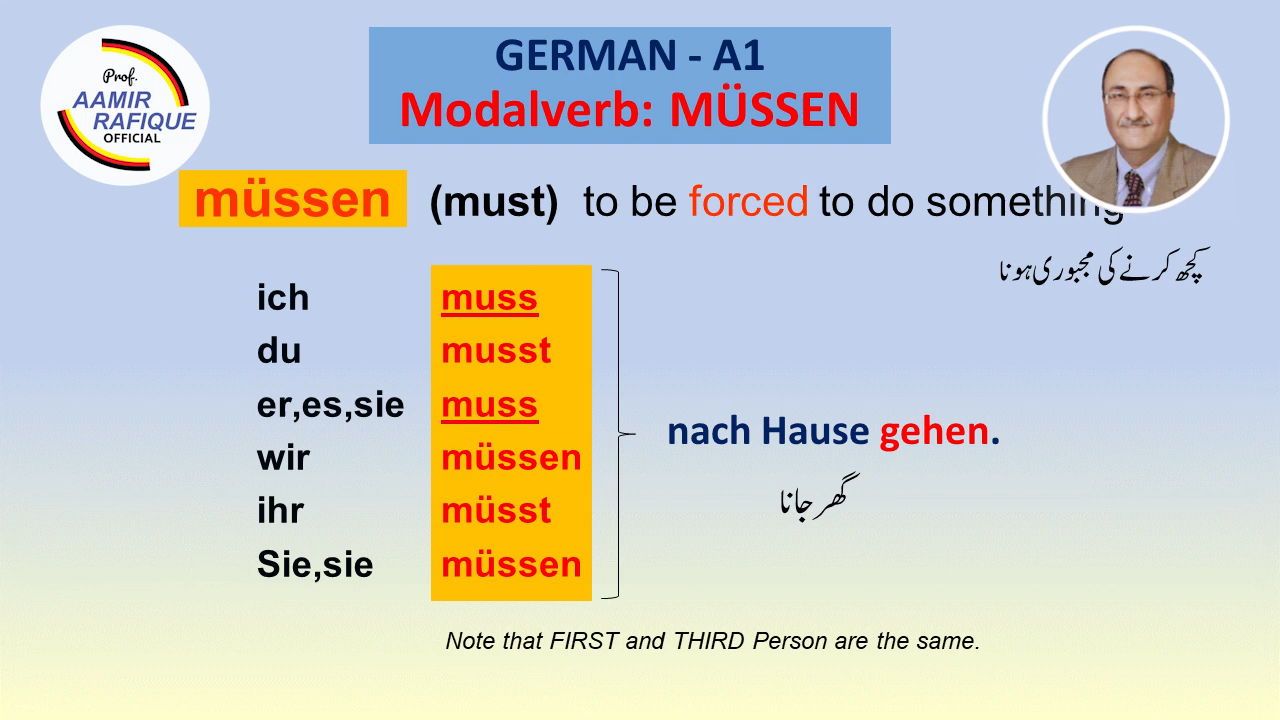 Prof.
AAMIR
RAFIQUE
OFFICIAL
GERMAN - A1
Modalverb: MÜSSEN
müssen (must) to be forced to do something
کچھ کرنے کی مجبوری ہونا
ich muss
du musst
er,es,sie muss
wir müssen
ihr müsst
Sie,sie müssen
nach Hause gehen.
گھر جانا
Note that FIRST and THIRD Person are the same.